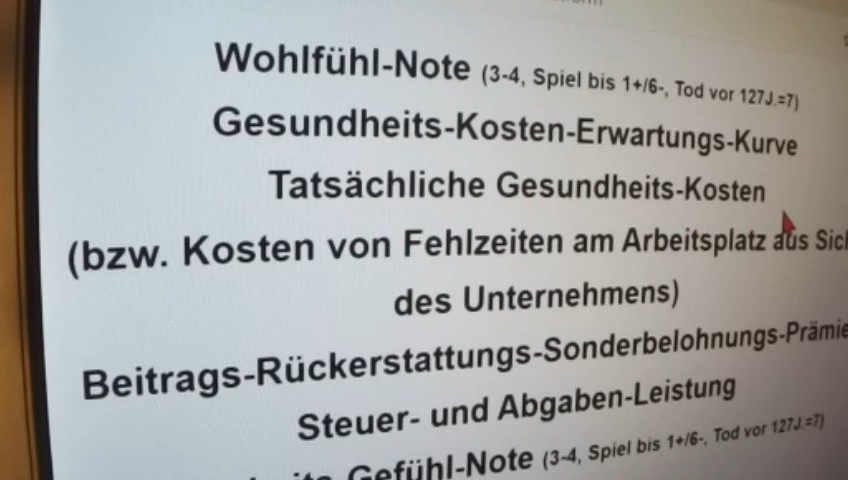 Wohlfühl-Note (3-4, Spiel bis 1+/6-, Tod vor 127J.=7)
Gesundheits-Kosten-Erwartungs-Kurve
Tatsächliche Gesundheits-Kosten
(bzw. Kosten von Fehlzeiten am Arbeitsplatz aus
des Unternehmens)
Beitrags-Rückerstattungs-Sonderbelohnungs-Prämie
Steuer- und Abgaben-Leistung
Gefühl-Note (3-4, Spiel bis 1+/6-, Tod vor 127J.=7)